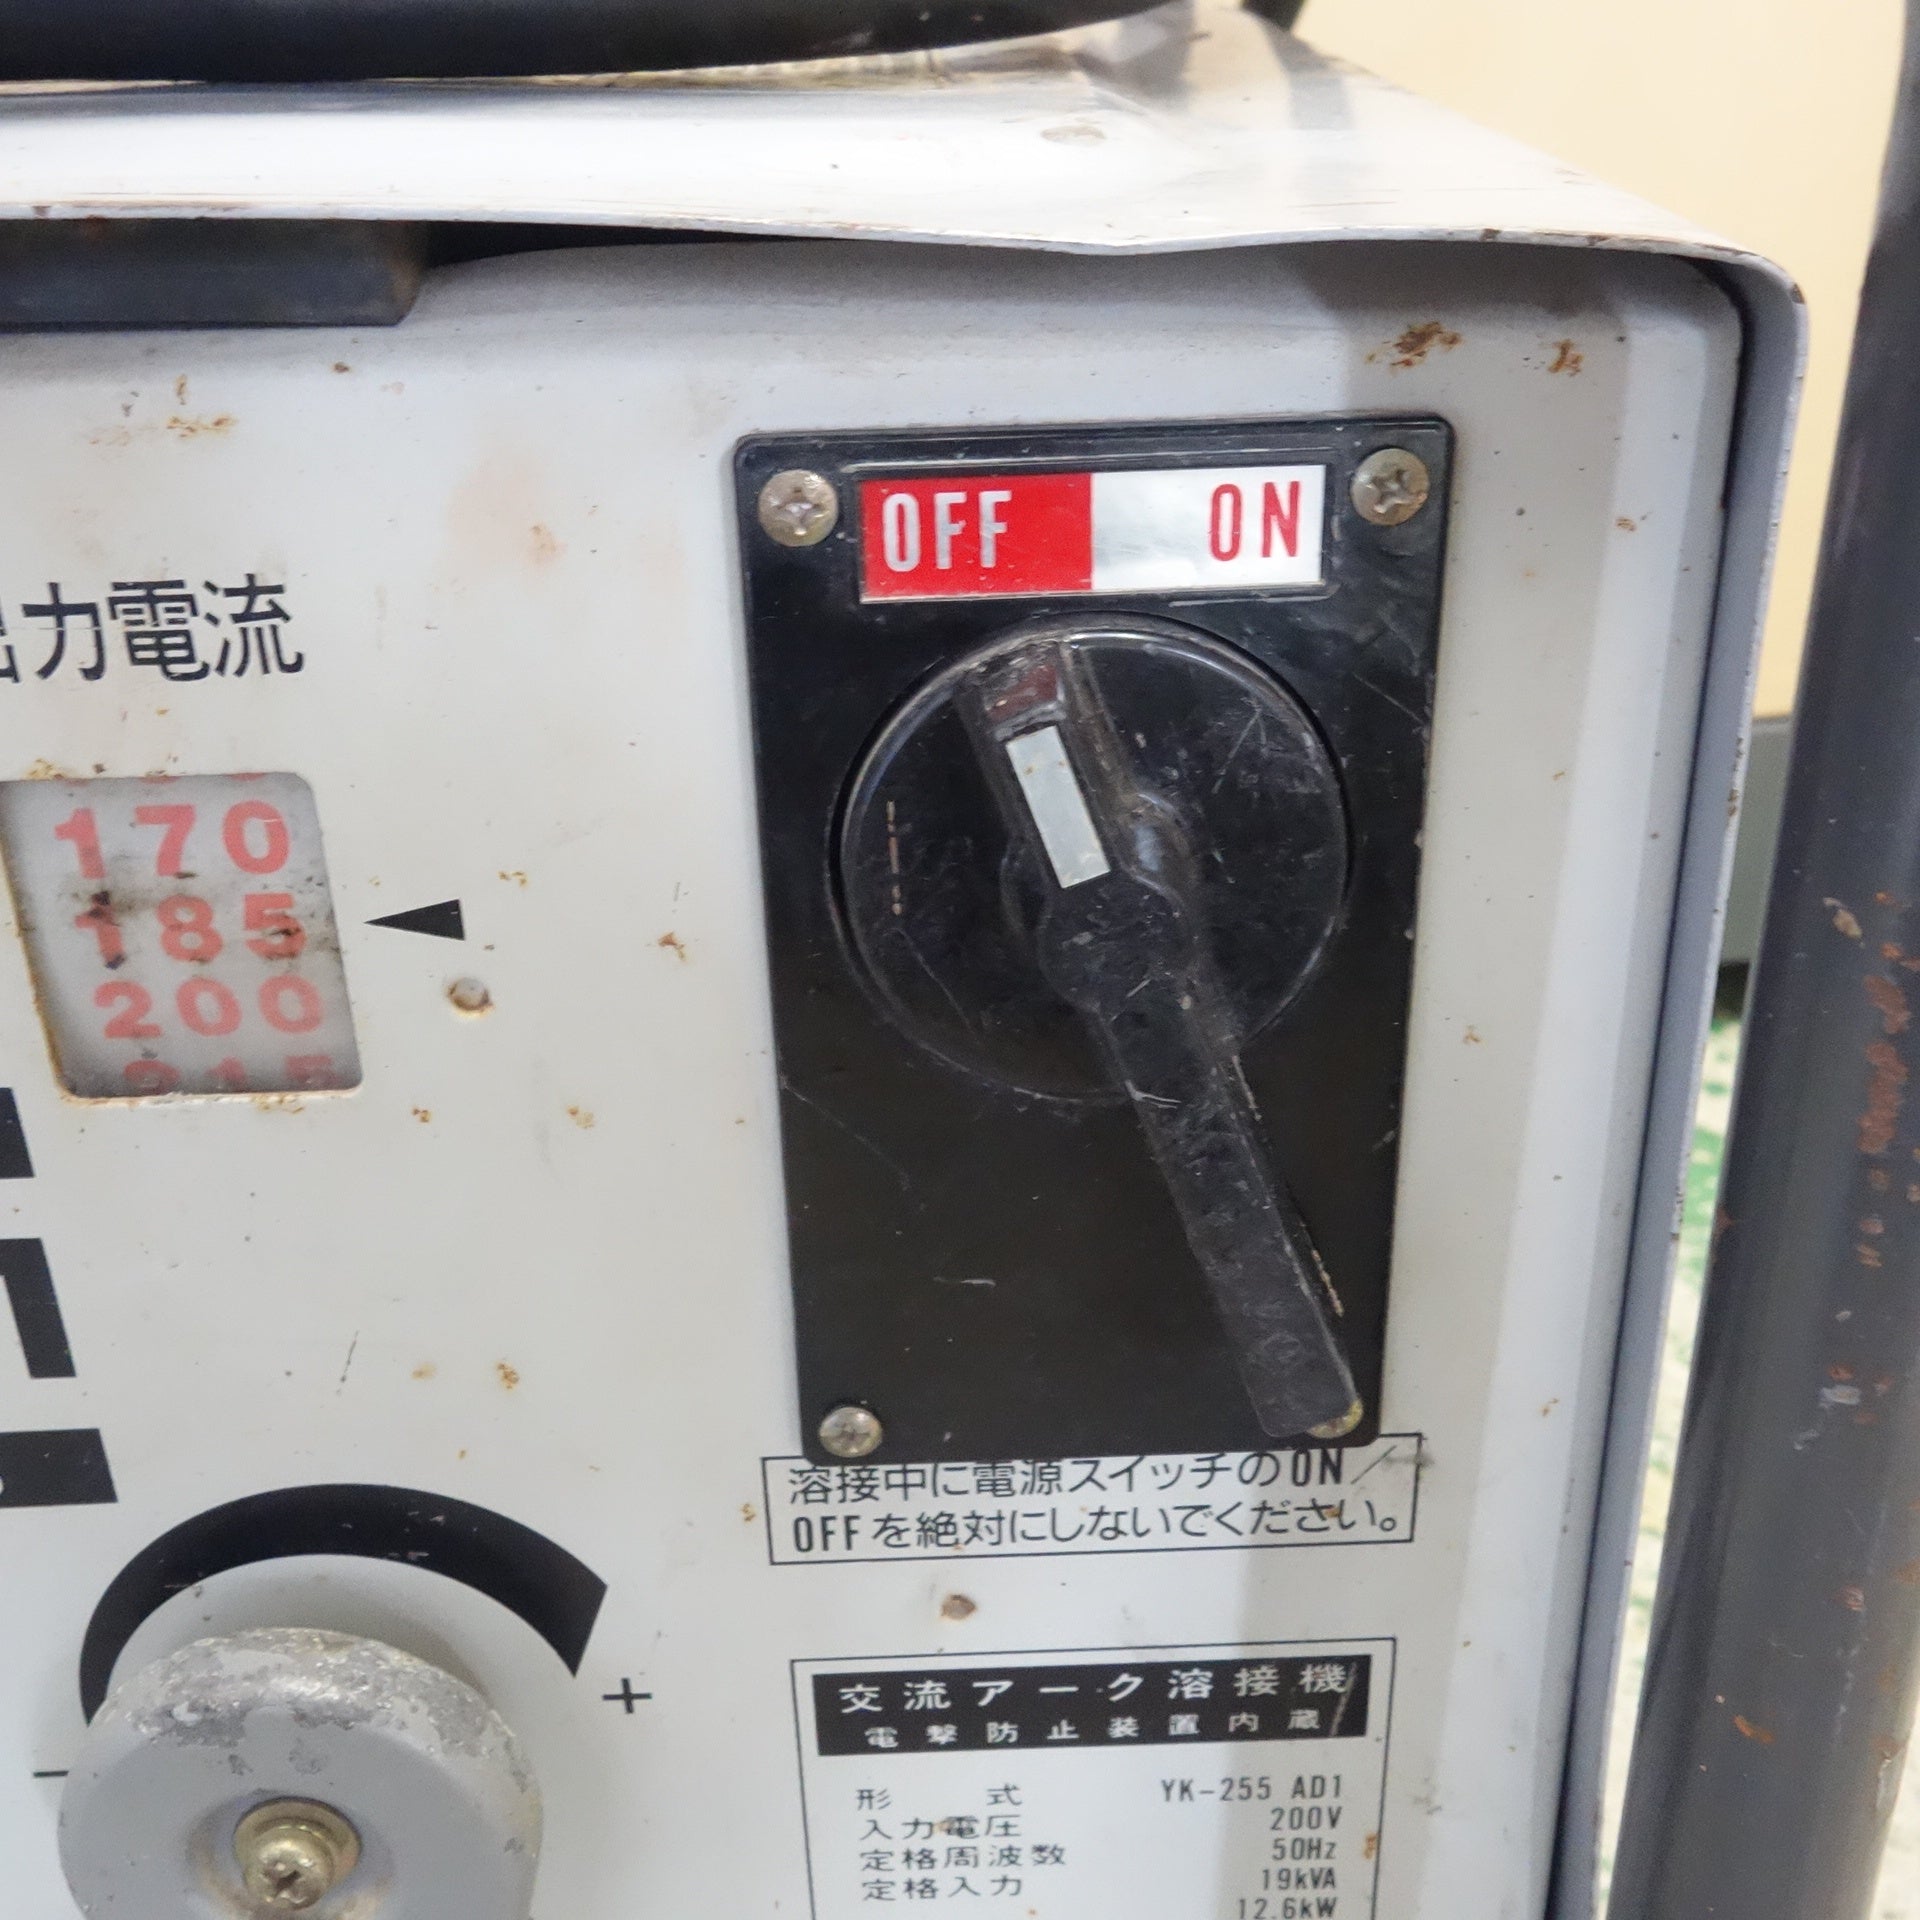 OFF ON
出力電流
170
185
200
215
溶接中に電源スイッチのON/
OFFを絶対にしないでください。
+
-
交流アーク溶接機
電撃防止装置内蔵
形式 YK-255 AD1
入力電圧 200V
定格周波数 50Hz
定格入力 19kVA
12.6kW